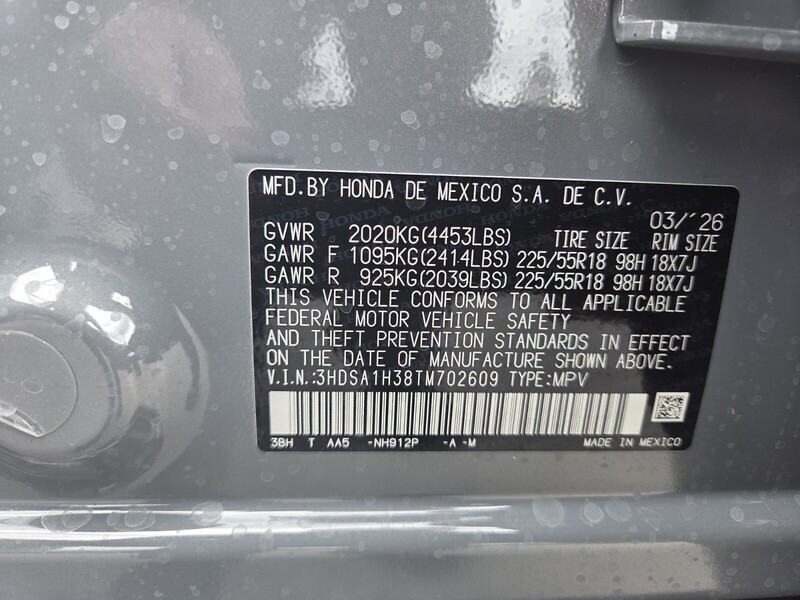 MFD.BY HONDA DE MEXICO S.A. DE C.V.
03/'26
GVWR 2020KG(4453LBS) TIRE SIZE RIM SIZE
GAWR F 1095KG(2414LBS) 225/55R18 98H 18X7J
GAWR R 925KG(2039LBS) 225/55R18 98H 18X7J
THIS VEHICLE CONFORMS TO ALL APPLICABLE
FEDERAL MOTOR VEHICLE SAFETY
AND THEFT PREVENTION STANDARDS IN EFFECT
ON THE DATE OF MANUFACTURE SHOWN ABOVE.
V.I.N.:3HDSA1H38TM702609 TYPE:MPV
3BH T AA5 -NH912P -A -M MADE IN MEXICO